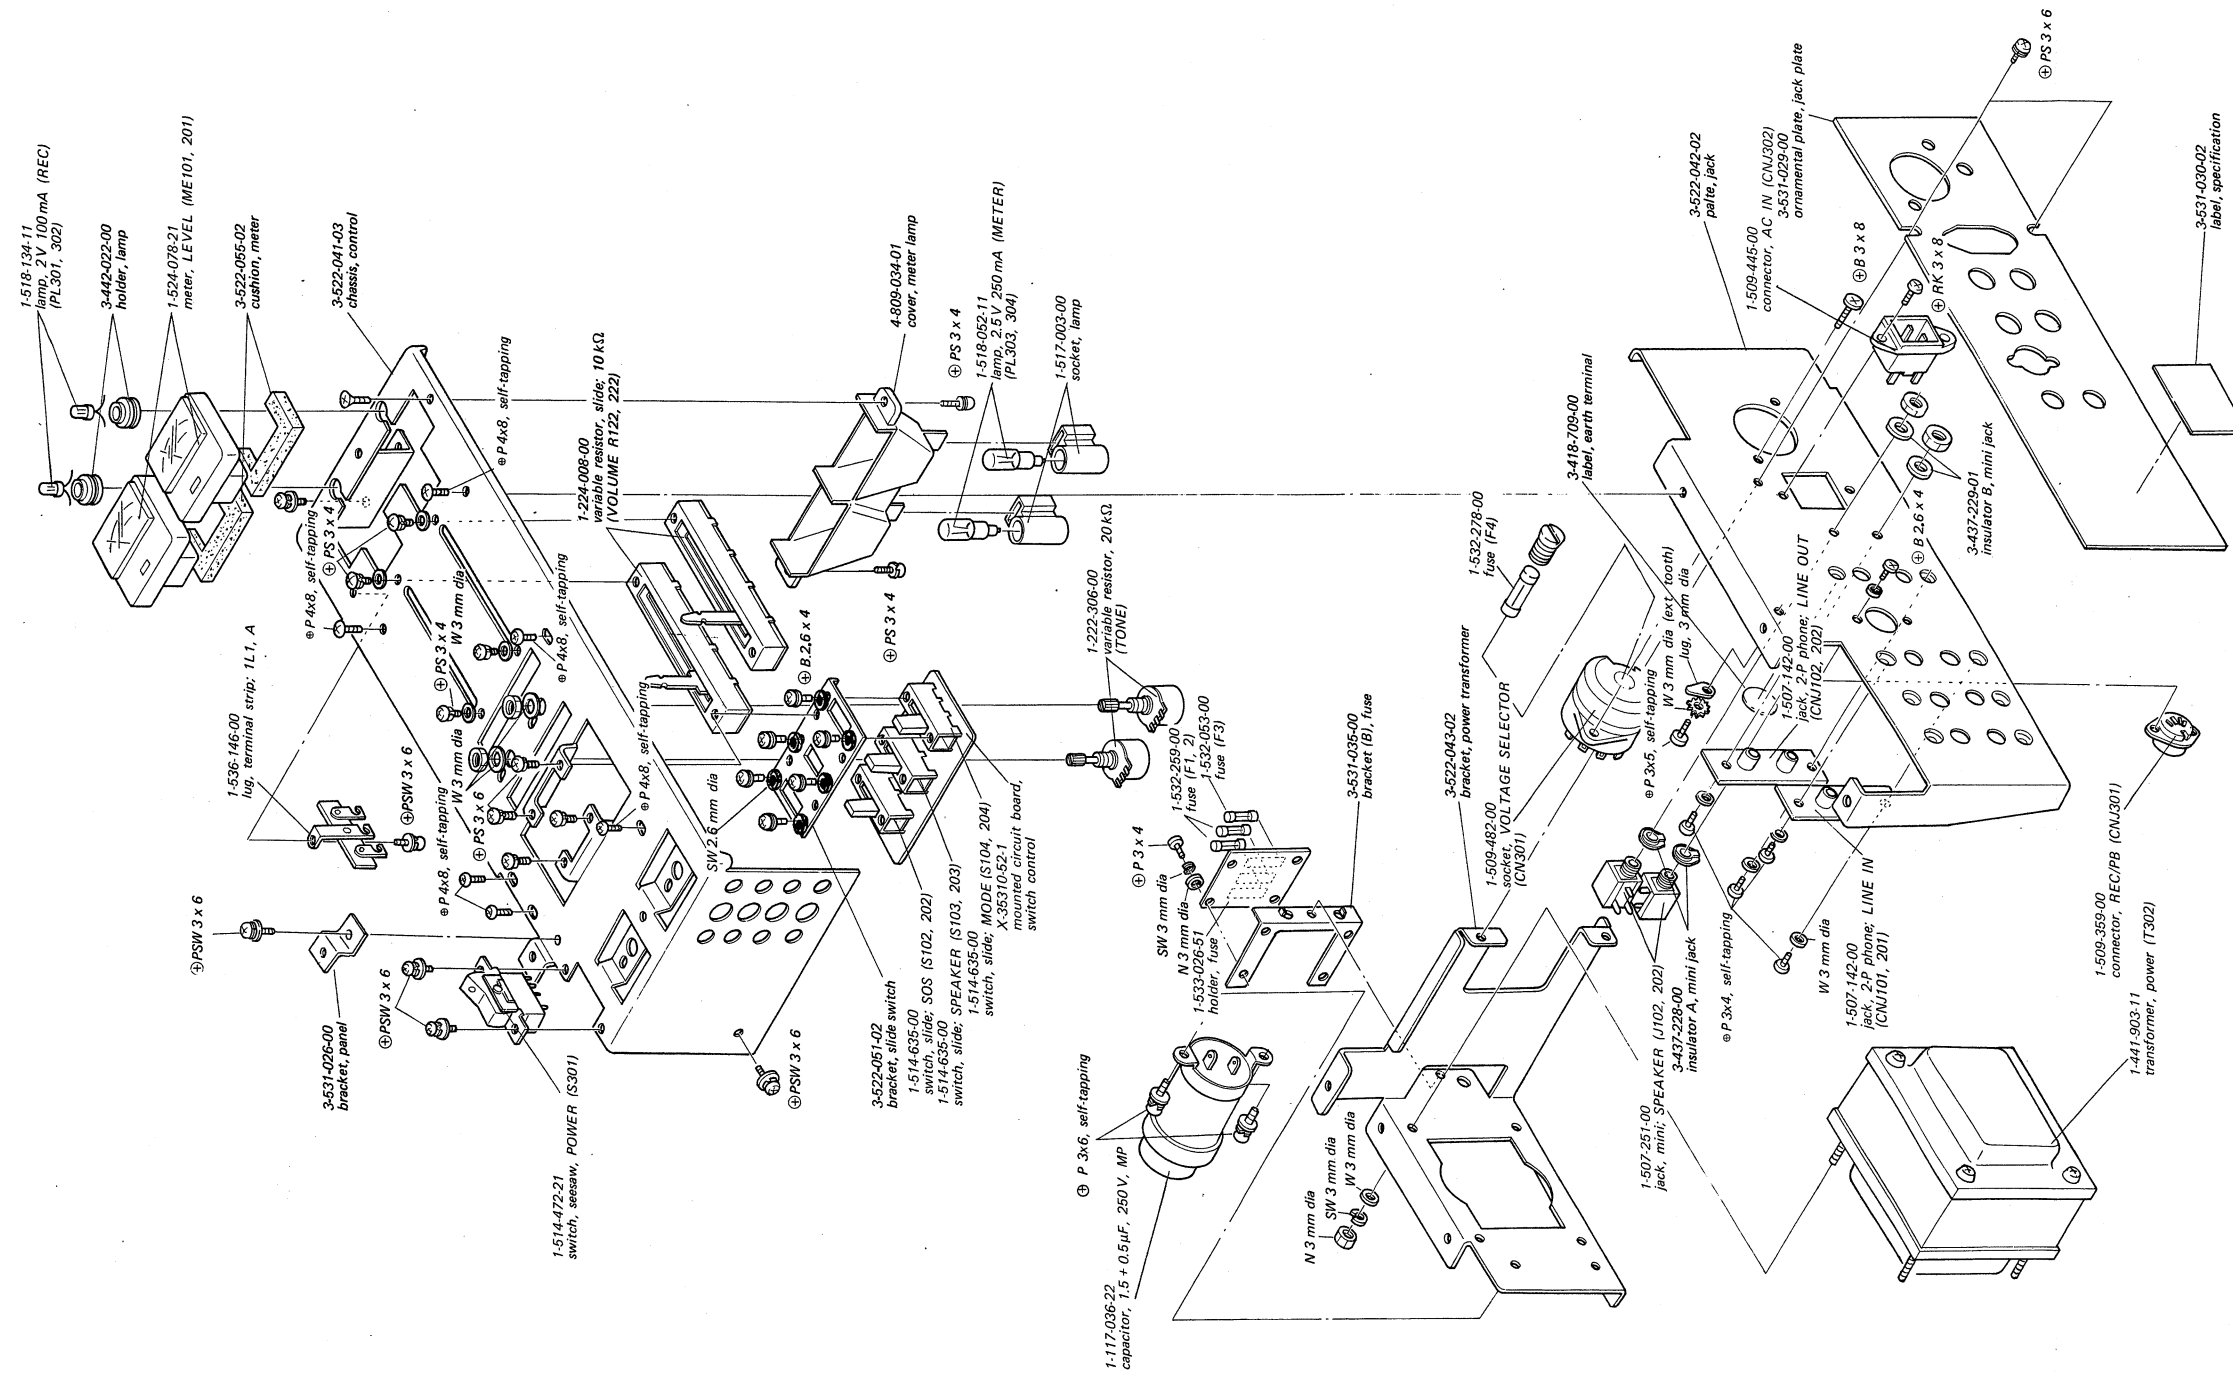 1-518-134-11
lamp, 2V 100mA (REC)
(PL301, 302)
3-442-022-00
holder, lamp
1-524-078-21
meter, LEVEL (ME101, 201)
3-522-055-02
cushion, meter
3-522-041-03
chassis, control
1-536-146-00
lug, terminal strip; 1L1, A
⊕P 4x8, self-tapping
⊕PS 3 x 4
⊕P 4x8, self-tapping
1-224-008-00
variable resistor, slide; 10kΩ
(VOLUME R122, 222)
4-809-034-01
cover, meter lamp
⊕PS 3 x 4
1-518-052-11
lamp, 2.5V 250mA (METER)
(PL303, 304)
1-517-003-00
socket, lamp
⊕PS 3 x 4
W 3 mm dia
⊕P 4x8, self-tapping
⊕PSW 3 x 6
⊕PSW 3 x 6
W 3 mm dia
⊕PS 3 x 6
⊕P4x8, self-tapping
⊕P 4x8, self-tapping
SW 2.6 mm dia
⊕B 2.6 x 4
⊕PS 3 x 4
1-222-306-00
variable resistor, 20kΩ
(TONE)
3-531-026-00
bracket, panel
⊕PSW 3 x 6
1-514-472-21
switch, seesaw, POWER (S301)
⊕PSW 3 x 6
3-522-051-02
bracket, slide switch
1-514-635-00
switch, slide; SOS (S102, 202)
1-514-635-00
switch, slide; SPEAKER (S103, 203)
1-514-635-00
switch, slide; MODE (S104, 204)
X-35310-52-1
mounted circuit board,
switch control
⊕P 3x6, self-tapping
1-117-036-22
capacitor, 1.5 + 0.5μF, 250V, MP
⊕P 3 x 4
SW 3 mm dia
N 3 mm dia
1-533-026-51
holder, fuse
1-532-259-00
fuse (F1, 2)
1-532-053-00
fuse (F3)
3-531-035-00
bracket (B), fuse
N 3 mm dia
SW 3 mm dia
W 3 mm dia
3-522-043-02
bracket, power transformer
1-509-482-00
socket, VOLTAGE SELECTOR
(CN301)
1-532-278-00
fuse (F4)
3-418-709-00
label, earth terminal
⊕P 3x5, self-tapping
W 3 mm dia (ext. tooth)
lug, 3 mm dia
3-522-042-02
palte, jack
1-509-445-00
connector, AC IN (CNJ302)
3-531-029-00
ornamental plate, jack plate
⊕PS 3 x 6
⊕B 3 x 8
⊕RK 3 x 8
3-531-030-02
label, specification
⊕B 2.6 x 4
3-437-229-01
insulator B, mini jack
1-507-142-00
jack, 2-P phone; LINE OUT
(CNJ102, 202)
1-507-251-00
jack, mini; SPEAKER (J102, 202)
3-437-228-00
insulator A, mini jack
⊕P 3x4, self-tapping
W 3 mm dia
1-507-142-00
jack, 2-P phone; LINE IN
(CNJ101, 201)
1-509-359-00
connector, REC/PB (CNJ301)
1-441-903-11
transformer, power (T302)